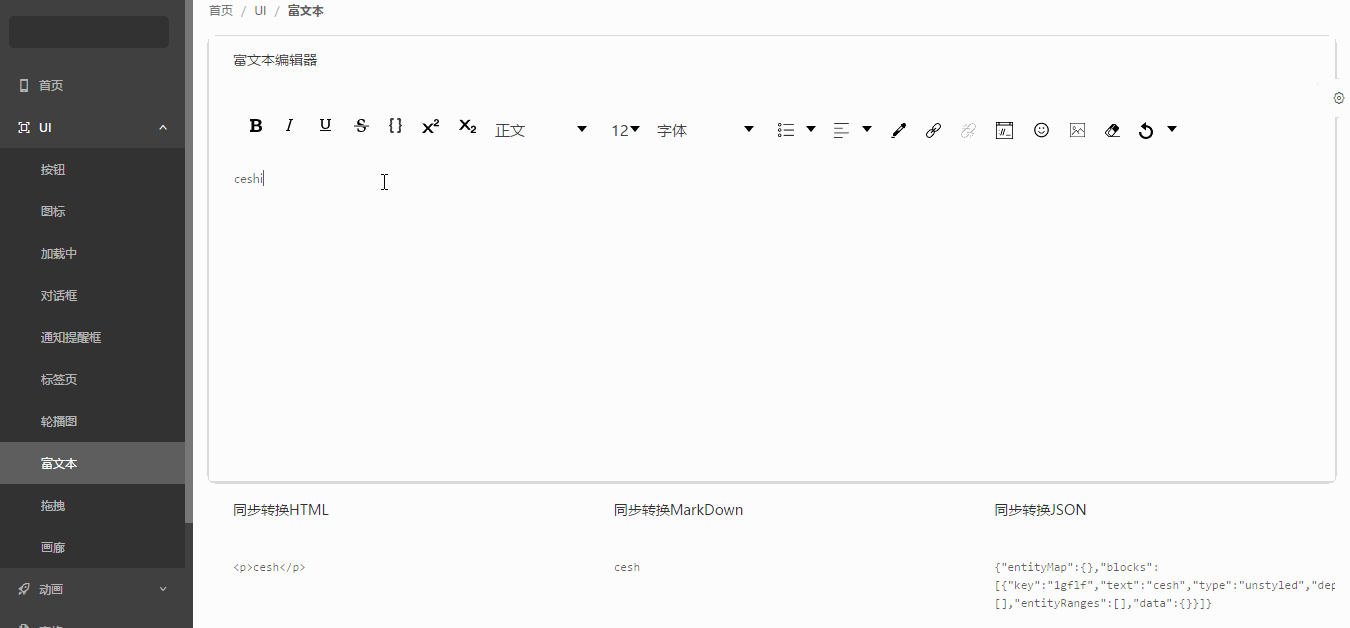 首页 / UI / 富文本
首页
UI
按钮
图标
加载中
对话框
通知提醒框
标签页
轮播图
富文本
拖拽
画廊
动画
富文本编辑器
B I U S {} x² x₂ 正文 12 字体
ceshi
同步转换HTML
<p>cesh</p>
同步转换MarkDown
cesh
同步转换JSON
{"entityMap":{},"blocks":
[{"key":"1gflf","text":"cesh","type":"unstyled","dep
[],"entityRanges":[],"data":{}}]}